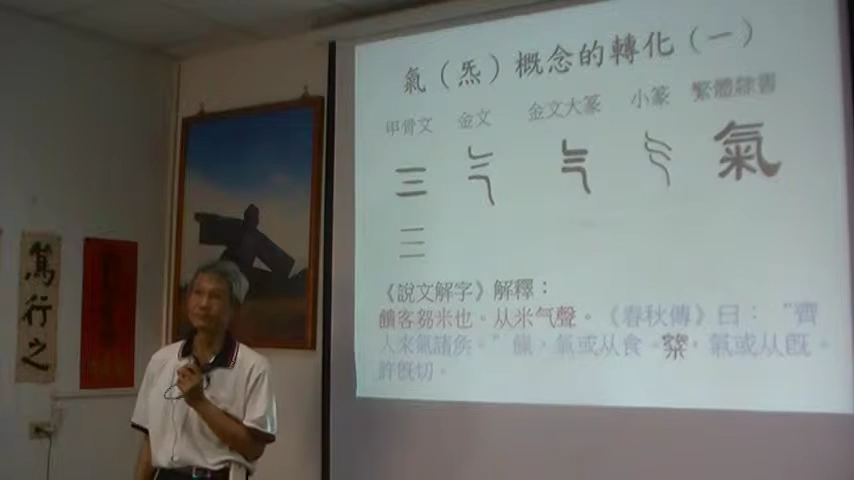 氣（炁）概念的轉化（一）
甲骨文 金文 金文大篆 小篆 繁體隸書
氣
《說文解字》解釋：
饋客芻米也。从米气聲。《春秋傳》曰：“齊
人來氣諸矦。”餼，氣或从食。氣或从既。
許既切。
篤行之